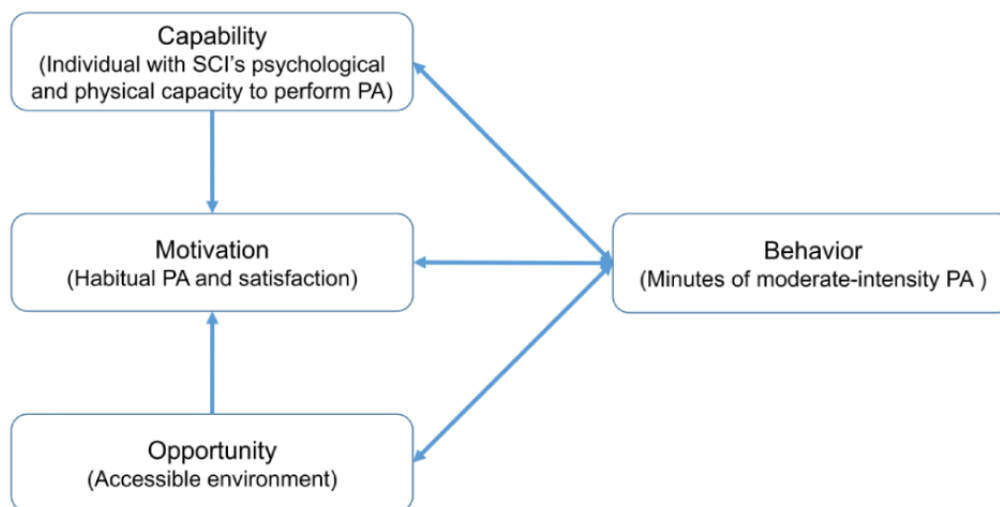 Capability
(Individual with SCI's psychological
and physical capacity to perform PA)
Motivation
(Habitual PA and satisfaction)
Behavior
(Minutes of moderate-intensity PA )
Opportunity
(Accessible environment)